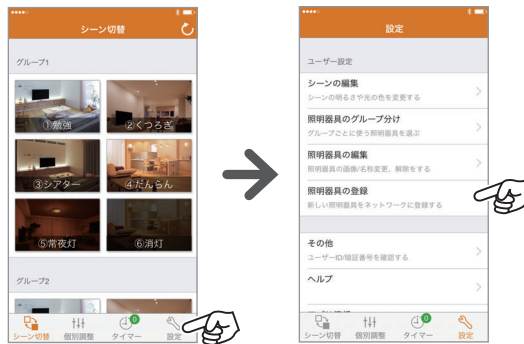 シーン切替
グループ1
①勉強
②くつろぎ
③シアター
④だんらん
⑤常夜灯
⑥消灯
グループ2
シーン切替
個別調整
0
タイマー
設定
設定
ユーザー設定
シーンの編集
シーンの明るさや光の色を変更する
照明器具のグループ分け
グループごとに使う照明器具を選ぶ
照明器具の編集
照明器具の画像/名称変更、解除をする
照明器具の登録
新しい照明器具をネットワークに登録する
その他
ユーザーID/暗証番号を確認する
ヘルプ
シーン切替
個別調整
0
タイマー
設定